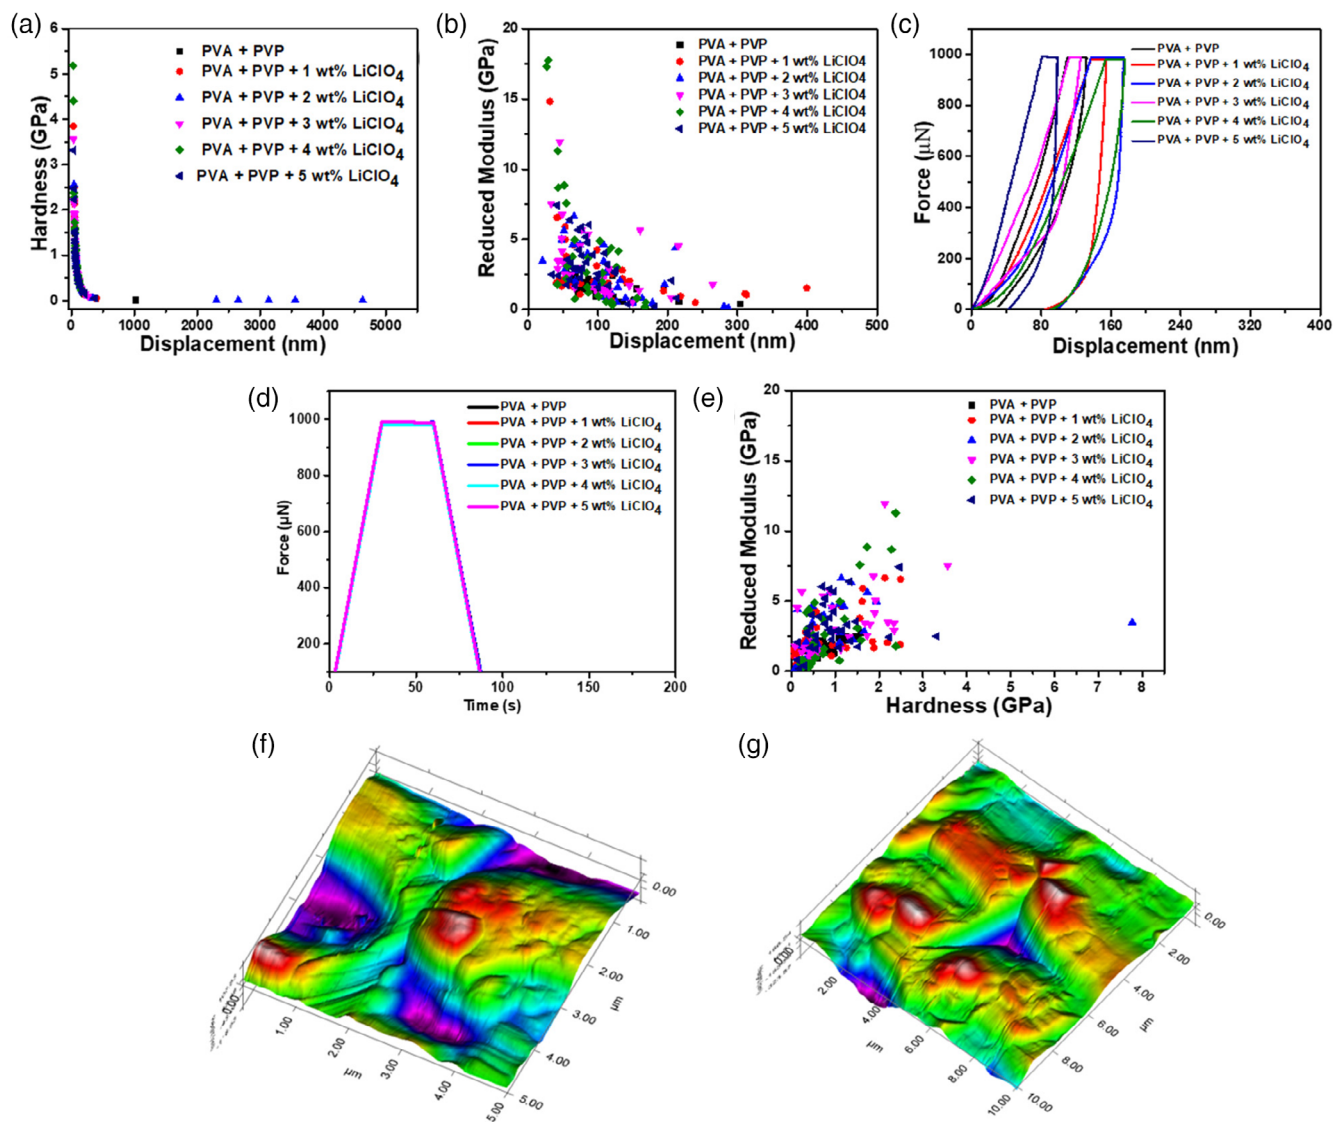 (a)
Hardness (GPa)
6
5
4
3
2
1
0
PVA + PVP
PVA + PVP + 1 wt% LiClO4
PVA + PVP + 2 wt% LiClO4
PVA + PVP + 3 wt% LiClO4
PVA + PVP + 4 wt% LiClO4
PVA + PVP + 5 wt% LiClO4
0 1000 2000 3000 4000 5000
Displacement (nm)
(b)
Reduced Modulus (GPa)
20
15
10
5
0
PVA + PVP
PVA + PVP + 1 wt% LiClO4
PVA + PVP + 2 wt% LiClO4
PVA + PVP + 3 wt% LiClO4
PVA + PVP + 4 wt% LiClO4
PVA + PVP + 5 wt% LiClO4
0 100 200 300 400 500
Displacement (nm)
(c)
Force (µN)
1000
800
600
400
200
0
PVA + PVP
PVA + PVP + 1 wt% LiClO4
PVA + PVP + 2 wt% LiClO4
PVA + PVP + 3 wt% LiClO4
PVA + PVP + 4 wt% LiClO4
PVA + PVP + 5 wt% LiClO4
0 80 160 240 320 400
Displacement (nm)
(d)
Force (µN)
1000
800
600
400
200
PVA + PVP
PVA + PVP + 1 wt% LiClO4
PVA + PVP + 2 wt% LiClO4
PVA + PVP + 3 wt% LiClO4
PVA + PVP + 4 wt% LiClO4
PVA + PVP + 5 wt% LiClO4
0 50 100 150 200
Time (s)
(e)
Reduced Modulus (GPa)
20
15
10
5
0
PVA + PVP
PVA + PVP + 1 wt% LiClO4
PVA + PVP + 2 wt% LiClO4
PVA + PVP + 3 wt% LiClO4
PVA + PVP + 4 wt% LiClO4
PVA + PVP + 5 wt% LiClO4
0 1 2 3 4 5 6 7 8
Hardness (GPa)
(f)
0.00
1.00
2.00
3.00
4.00
5.00
µm
0.00
1.00
2.00
3.00
4.00
5.00
µm
(g)
0.00
2.00
4.00
6.00
8.00
10.00
µm
0.00
2.00
4.00
6.00
8.00
10.00
µm